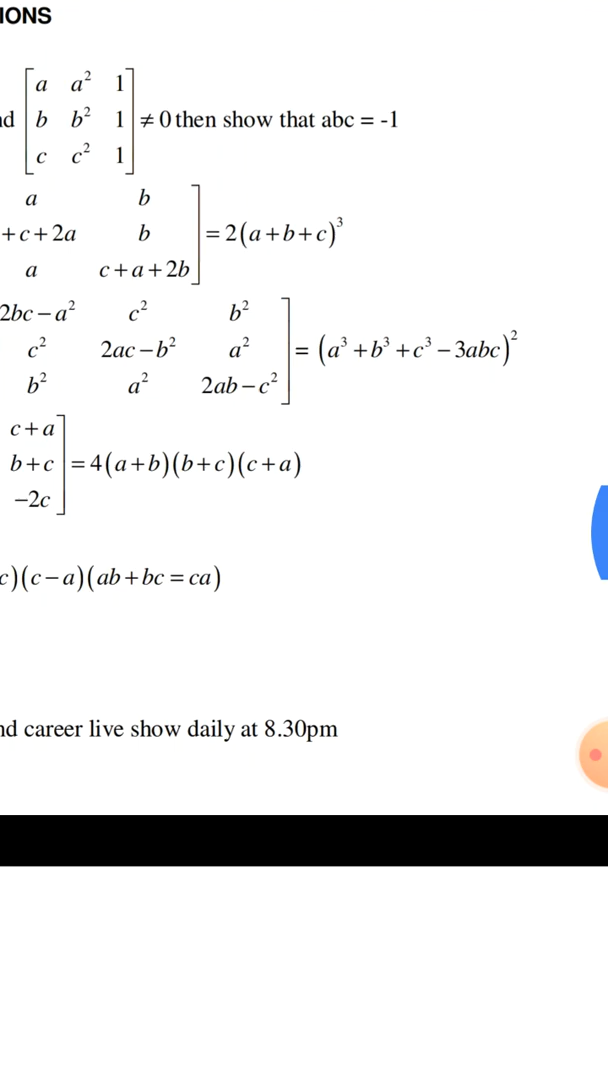 IONS
nd [a a² 1] ≠ 0 then show that abc = -1
b b² 1
c c² 1
a b
+c+2a b ] = 2(a+b+c)³
a c+a+2b
2bc−a² c² b²
c² 2ac−b² a² ] = (a³+b³+c³−3abc)²
b² a² 2ab−c²
c+a
b+c ] = 4(a+b)(b+c)(c+a)
−2c
c)(c−a)(ab+bc=ca)
nd career live show daily at 8.30pm